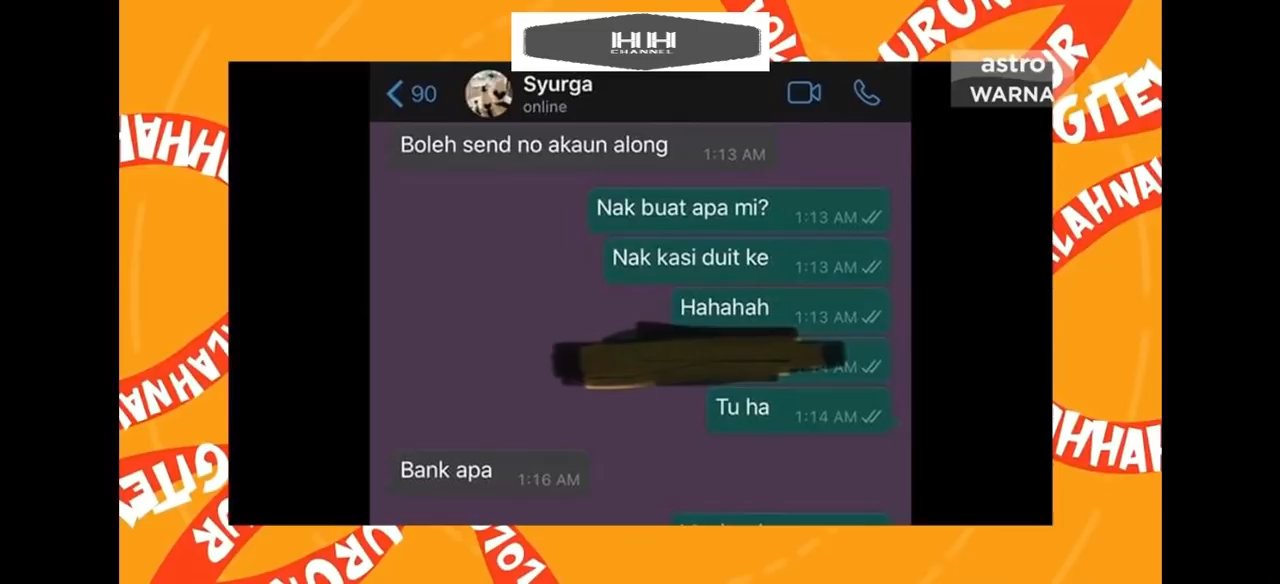 HIH
CHANNEL
astro
WARNA
90
Syurga
online
Boleh send no akaun along
1:13 AM
Nak buat apa mi?
1:13 AM
Nak kasi duit ke
1:13 AM
Hahahah
1:13 AM
Tu ha
1:14 AM
Bank apa
1:16 AM